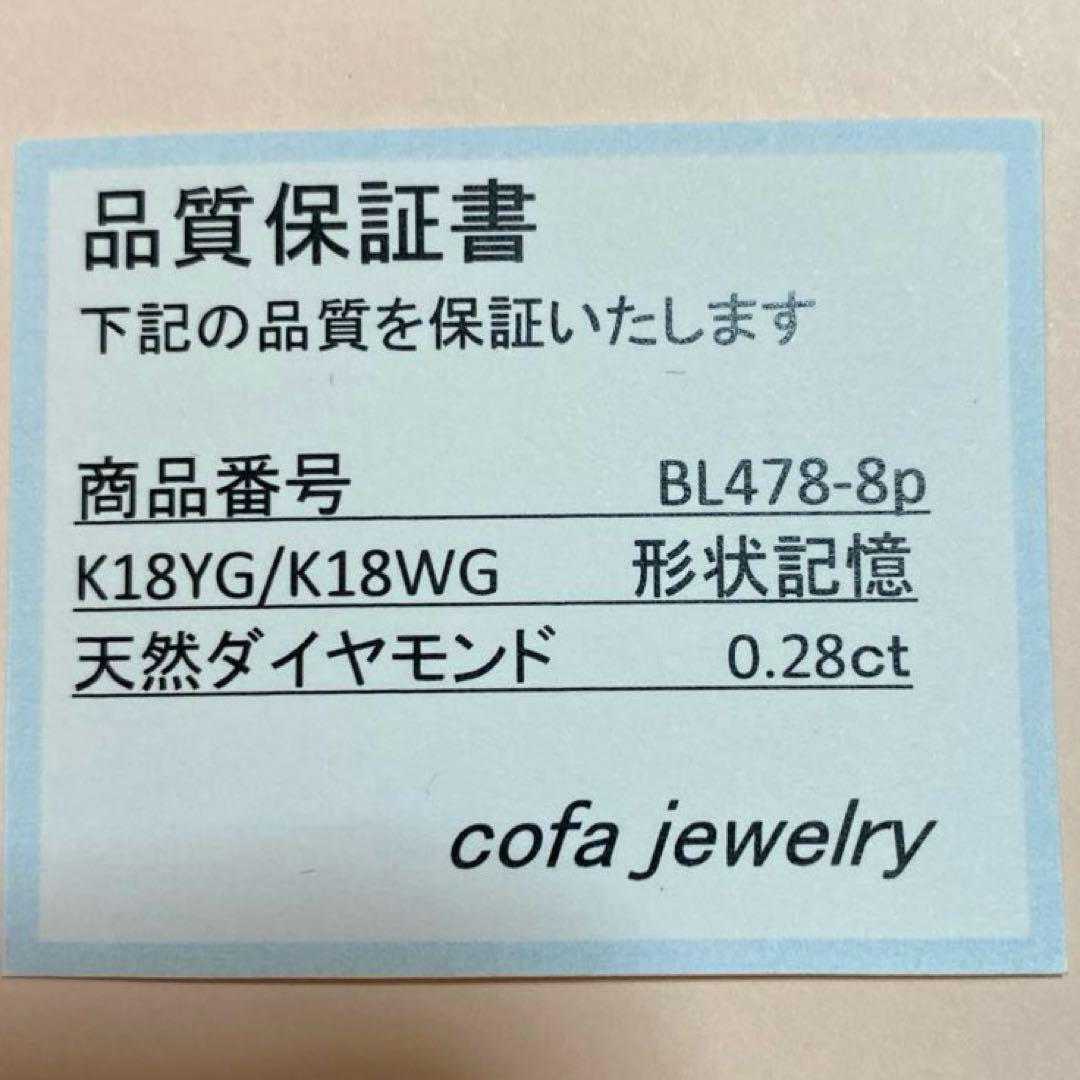 品質保証書
下記の品質を保証いたします
商品番号 BL478-8p
K18YG/K18WG 形状記憶
天然ダイヤモンド 0.28ct
cofa jewelry